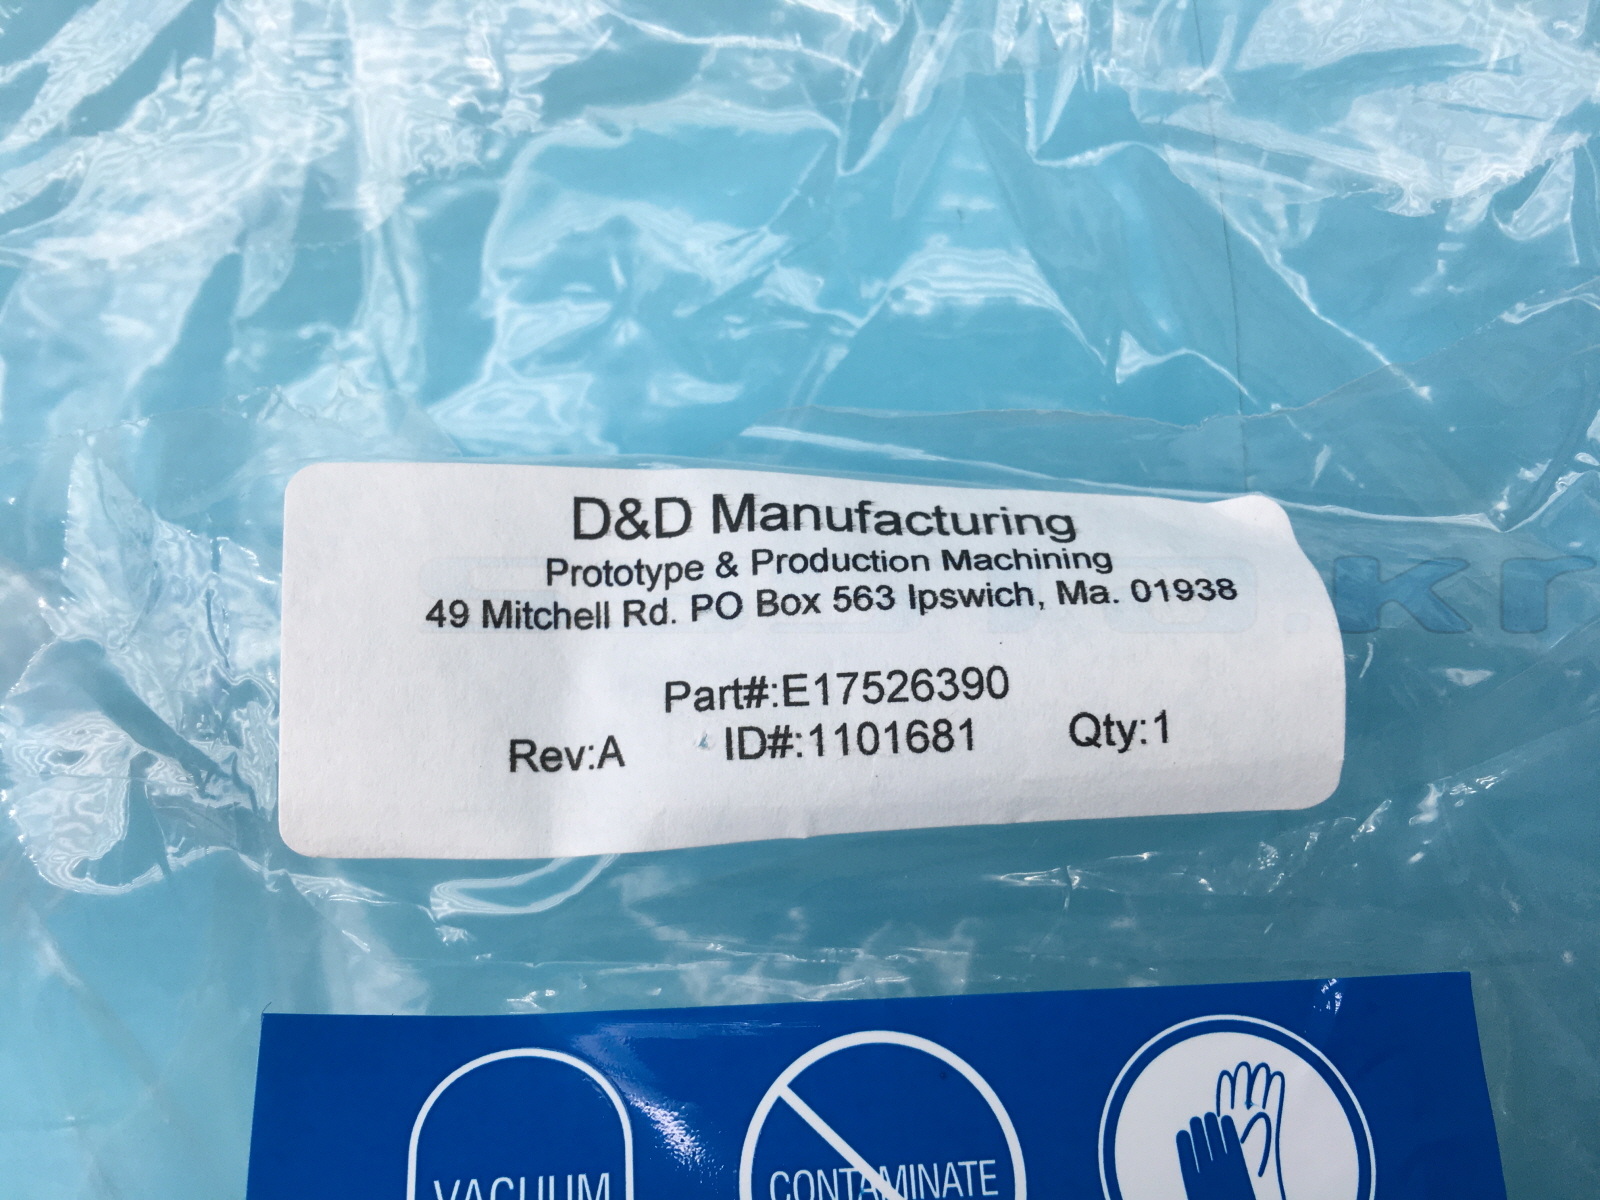 D&D Manufacturing
Prototype & Production Machining
49 Mitchell Rd. PO Box 563 Ipswich, Ma. 01938
Part#:E17526390
Rev:A ID#:1101681 Qty:1
VACUUM
CONTAMINATE